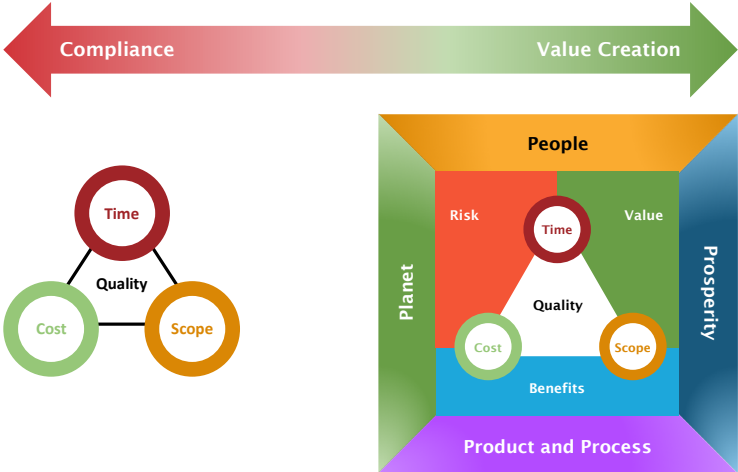 Compliance
Value Creation
Time
Quality
Cost
Scope
People
Risk
Value
Time
Planet
Prosperity
Quality
Cost
Scope
Benefits
Product and Process